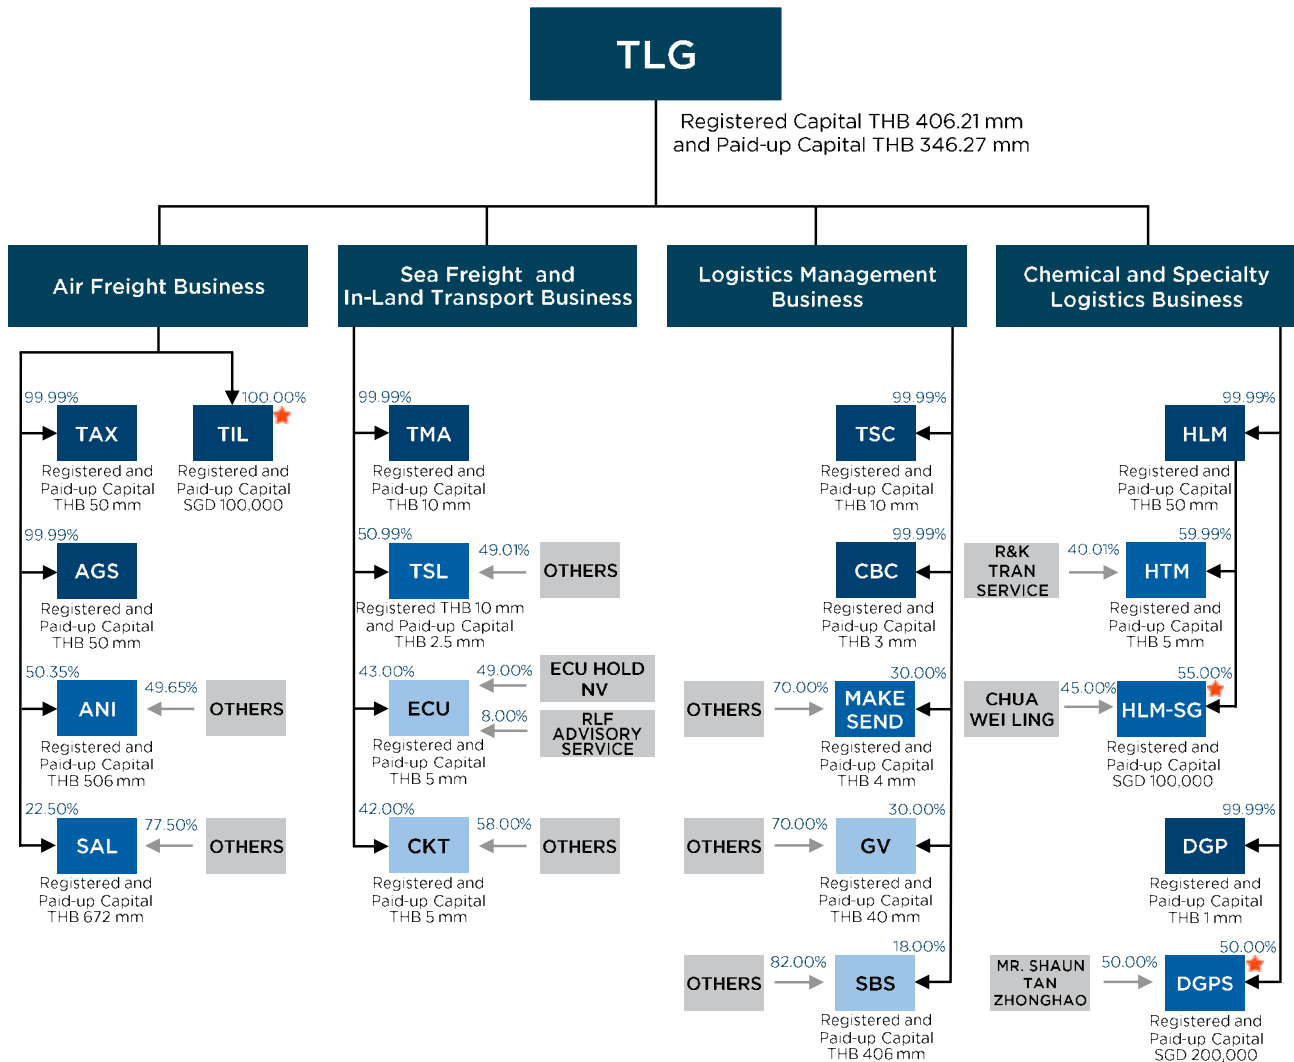 TLG
Registered Capital THB 406.21 mm
and Paid-up Capital THB 346.27 mm
Air Freight Business
99.99%
TAX
Registered and
Paid-up Capital
THB 50 mm
100.00%
TIL
Registered and
Paid-up Capital
SGD 100,000
99.99%
AGS
Registered and
Paid-up Capital
THB 50 mm
50.35%
ANI
49.65%
OTHERS
Registered and
Paid-up Capital
THB 506 mm
22.50%
SAL
77.50%
OTHERS
Registered and
Paid-up Capital
THB 672 mm
Sea Freight and
In-Land Transport Business
99.99%
TMA
Registered and
Paid-up Capital
THB 10 mm
50.99%
TSL
49.01%
OTHERS
Registered THB 10 mm
and Paid-up Capital
THB 2.5 mm
43.00%
ECU
49.00%
ECU HOLD
NV
8.00%
RLF
ADVISORY
SERVICE
Registered and
Paid-up Capital
THB 5 mm
42.00%
CKT
58.00%
OTHERS
Registered and
Paid-up Capital
THB 5 mm
Logistics Management
Business
99.99%
TSC
Registered and
Paid-up Capital
THB 10 mm
99.99%
CBC
Registered and
Paid-up Capital
THB 3 mm
30.00%
MAKE
SEND
70.00%
OTHERS
Registered and
Paid-up Capital
THB 4 mm
30.00%
GV
70.00%
OTHERS
Registered and
Paid-up Capital
THB 40 mm
18.00%
SBS
82.00%
OTHERS
Registered and
Paid-up Capital
THB 406 mm
Chemical and Specialty
Logistics Business
99.99%
HLM
Registered and
Paid-up Capital
THB 50 mm
59.99%
HTM
40.01%
R&K
TRAN
SERVICE
Registered and
Paid-up Capital
THB 5 mm
55.00%
HLM-SG
45.00%
CHUA
WEI LING
Registered and
Paid-up Capital
SGD 100,000
99.99%
DGP
Registered and
Paid-up Capital
THB 1 mm
50.00%
DGPS
50.00%
MR. SHAUN
TAN
ZHONGHAO
Registered and
Paid-up Capital
SGD 200,000